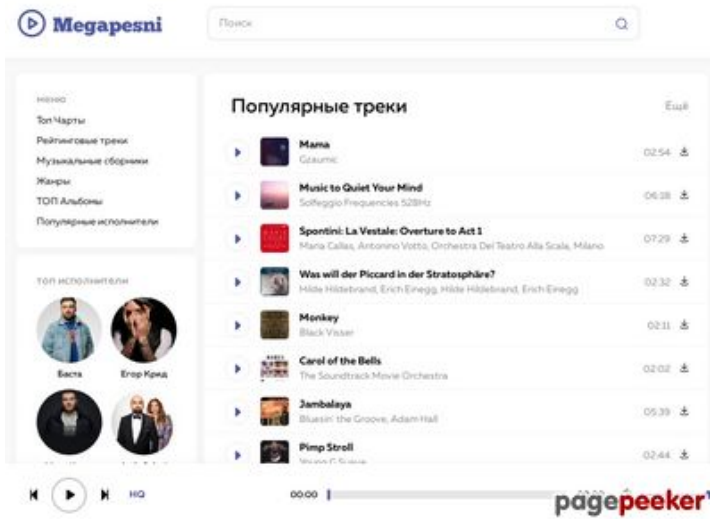 Megapesni
Поиск
МЕНЮ
Топ Чарты
Рейтинговые треки
Музыкальные сборники
Жанры
ТОП Альбомы
Популярные исполнители
ТОП ИСПОЛНИТЕЛИ
Баста
Егор Крид
Популярные треки
Ещё
Mama
Gzaumic
02:54
Music to Quiet Your Mind
Solfeggio Frequencies 528Hz
06:18
Spontini: La Vestale: Overture to Act 1
Maria Callas, Antonino Votto, Orchestra Del Teatro Alla Scala, Milano
07:29
Was will der Piccard in der Stratosphäre?
Hilde Hildebrand, Erich Einegg, Hilde Hildebrand, Erich Einegg
02:32
Monkey
Black Visser
02:11
Carol of the Bells
The Soundtrack Movie Orchestra
02:02
Jambalaya
Bluesin' the Groove, Adam Hall
05:39
Pimp Stroll
02:44
HQ
00:00
pagepeeker